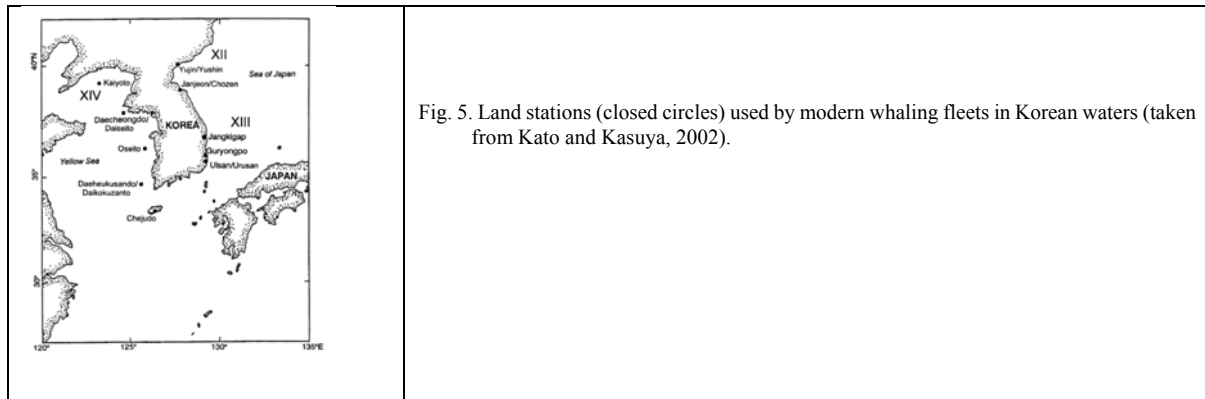 XII
40°N
Yujin/Yushin
Sea of Japan
Kaiyoto
Janjeon/Chozen
XIV
Daecheongdo/
Daiseito
KOREA
XIII
Jangkigap
Oseito
Guryongpo
Yellow Sea
Ulsan/Urusan
35°
Daeheukusando/
Daikokuzanto
JAPAN
Chejudo
30°
120°
125°
130°
135°E
Fig. 5. Land stations (closed circles) used by modern whaling fleets in Korean waters (taken
from Kato and Kasuya, 2002).